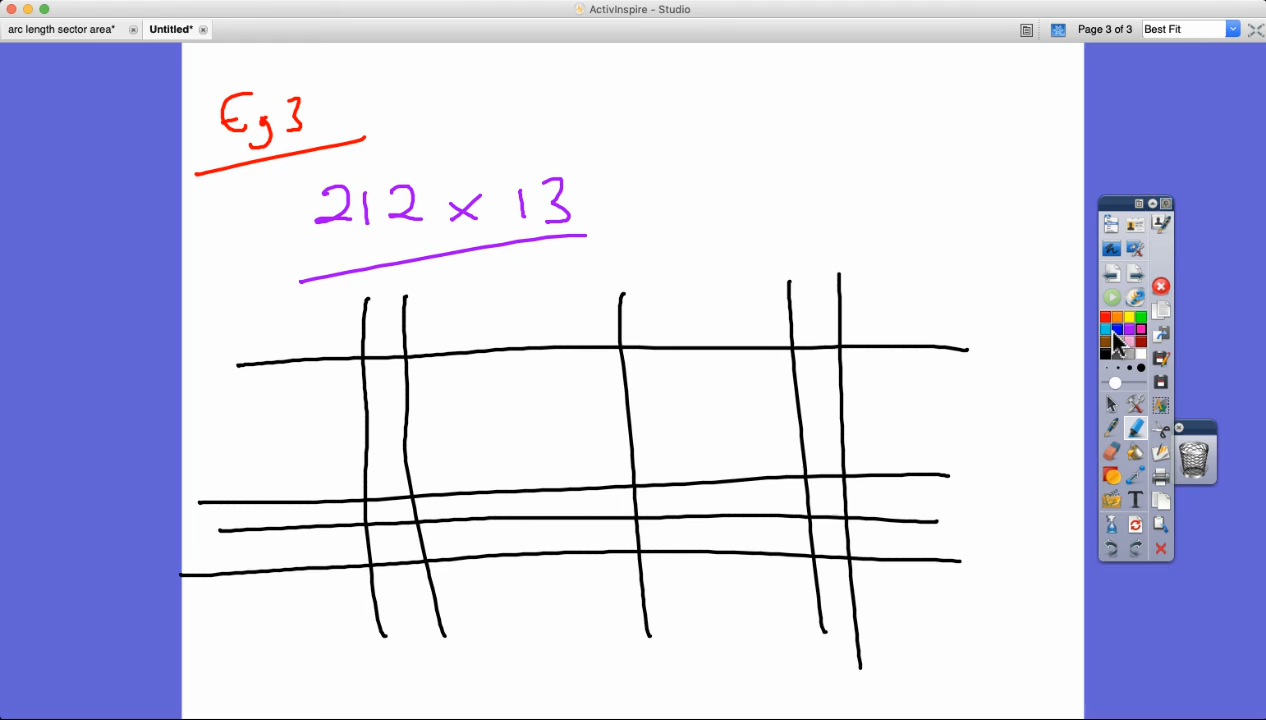 ActivInspire - Studio
arc length sector area* Untitled* Page 3 of 3 Best Fit
Eg 3
212 x 13
T